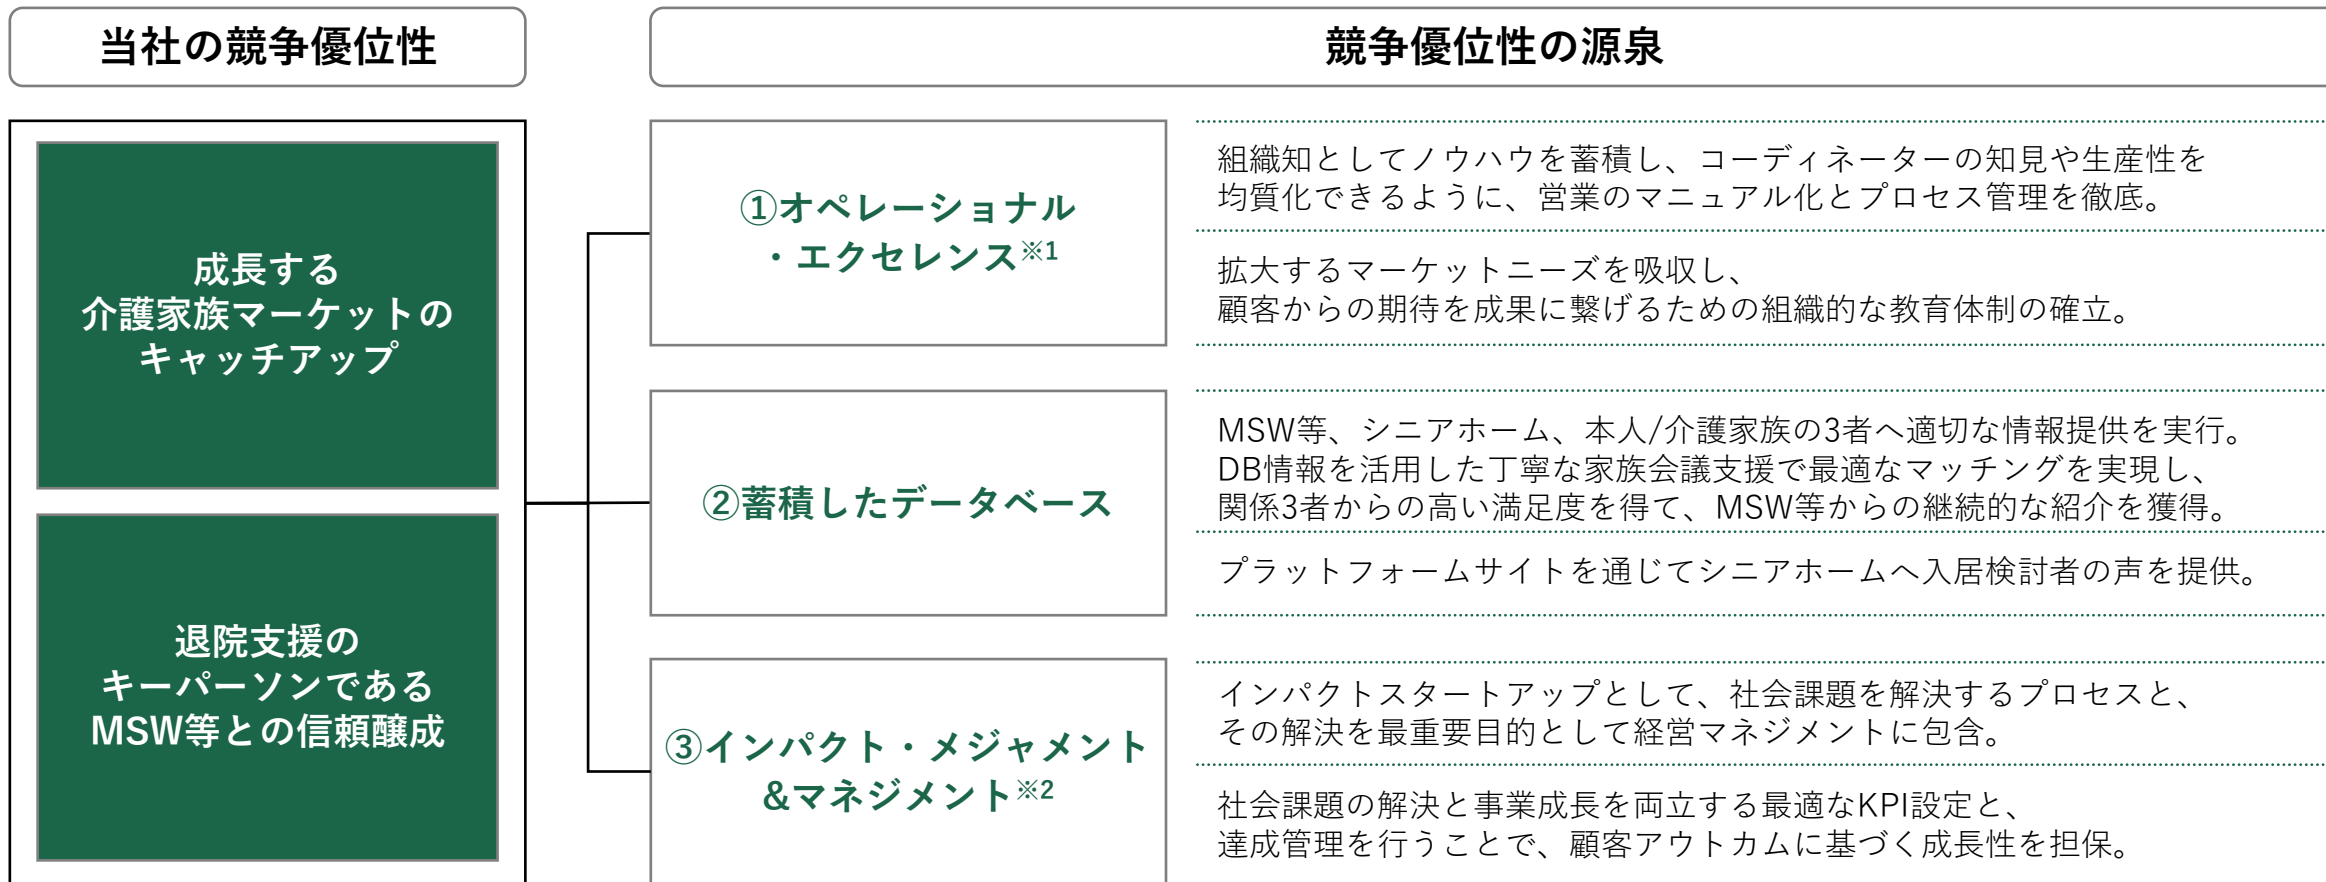 当社の競争優位性
競争優位性の源泉
成長する
介護家族マーケットの
キャッチアップ
退院支援の
キーパーソンである
MSW等との信頼醸成
①オペレーショナル
・エクセレンス※1
組織知としてノウハウを蓄積し、コーディネーターの知見や生産性を
均質化できるように、営業のマニュアル化とプロセス管理を徹底。
拡大するマーケットニーズを吸収し、
顧客からの期待を成果に繋げるための組織的な教育体制の確立。
②蓄積したデータベース
MSW等、シニアホーム、本人/介護家族の3者へ適切な情報提供を実行。
DB情報を活用した丁寧な家族会議支援で最適なマッチングを実現し、
関係3者からの高い満足度を得て、MSW等からの継続的な紹介を獲得。
プラットフォームサイトを通じてシニアホームへ入居検討者の声を提供。
③インパクト・メジャメント
&マネジメント※2
インパクトスタートアップとして、社会課題を解決するプロセスと、
その解決を最重要目的として経営マネジメントに包含。
社会課題の解決と事業成長を両立する最適なKPI設定と、
達成管理を行うことで、顧客アウトカムに基づく成長性を担保。